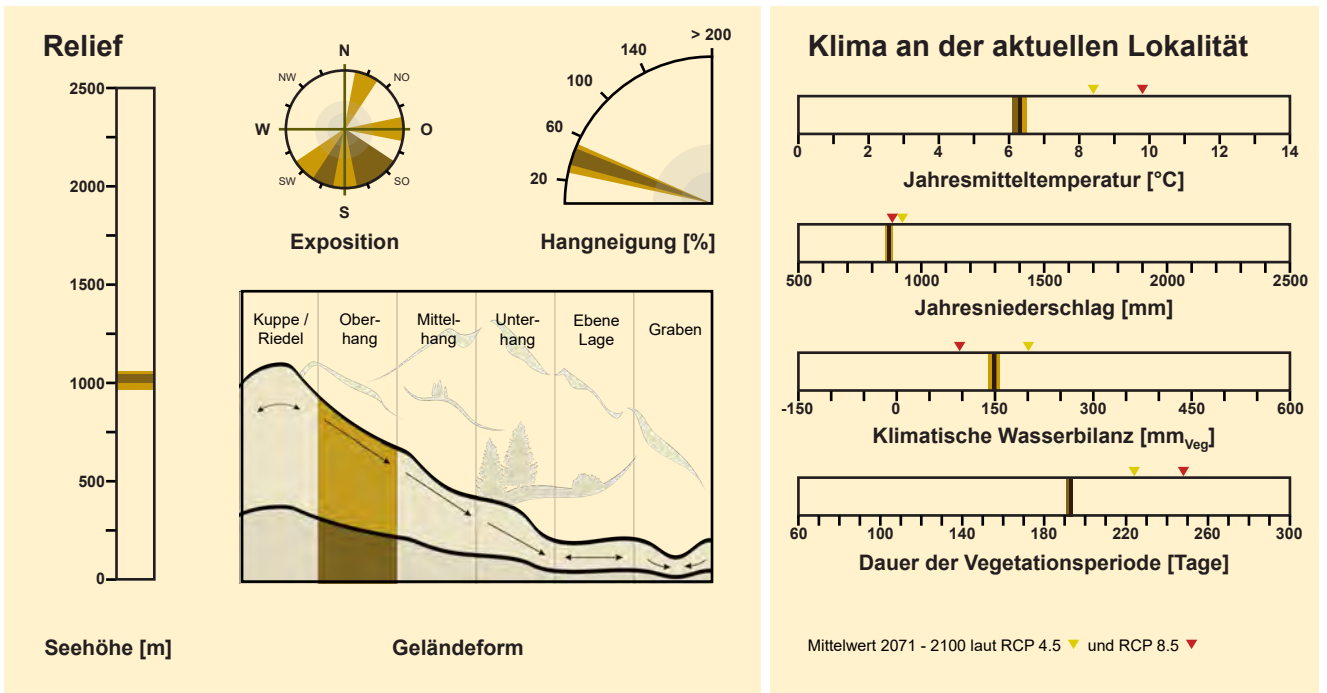 Relief
2500
2000
1500
1000
500
0
Seehöhe [m]
N
NW
NO
W
O
SW
SO
S
Exposition
> 200
140
100
60
20
Hangneigung [%]
Kuppe / Riedel
Ober-hang
Mittel-hang
Unter-hang
Ebene Lage
Graben
Geländeform
Klima an der aktuellen Lokalität
0 2 4 6 8 10 12 14
Jahresmitteltemperatur [°C]
500 1000 1500 2000 2500
Jahresniederschlag [mm]
-150 0 150 300 450 600
Klimatische Wasserbilanz [mmVeg]
60 100 140 180 220 260 300
Dauer der Vegetationsperiode [Tage]
Mittelwert 2071 - 2100 laut RCP 4.5 und RCP 8.5